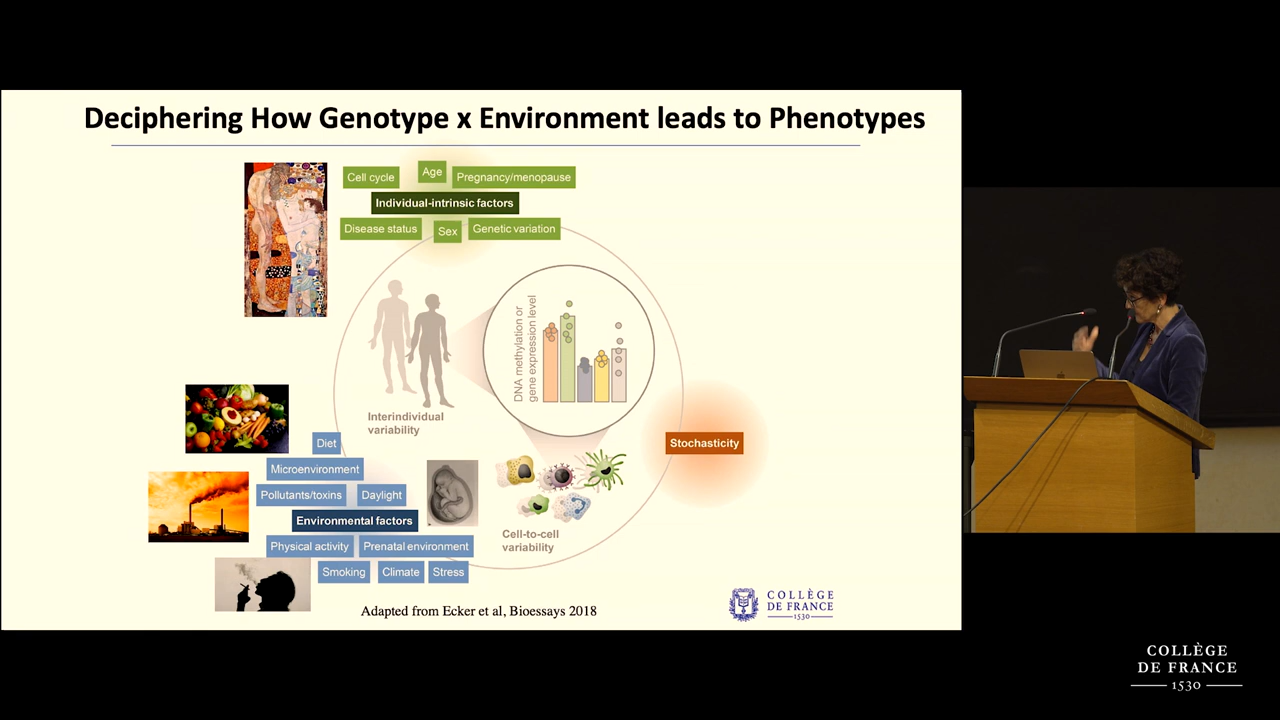 Deciphering How Genotype x Environment leads to Phenotypes
Cell cycle
Age
Pregnancy/menopause
Individual-intrinsic factors
Disease status
Sex
Genetic variation
DNA methylation or
gene expression level
Interindividual
variability
Stochasticity
Diet
Microenvironment
Pollutants/toxins
Daylight
Environmental factors
Physical activity
Prenatal environment
Smoking
Climate
Stress
Cell-to-cell
variability
Adapted from Ecker et al, Bioessays 2018
COLLÈGE
DE FRANCE
1530
COLLÈGE
DE FRANCE
1530